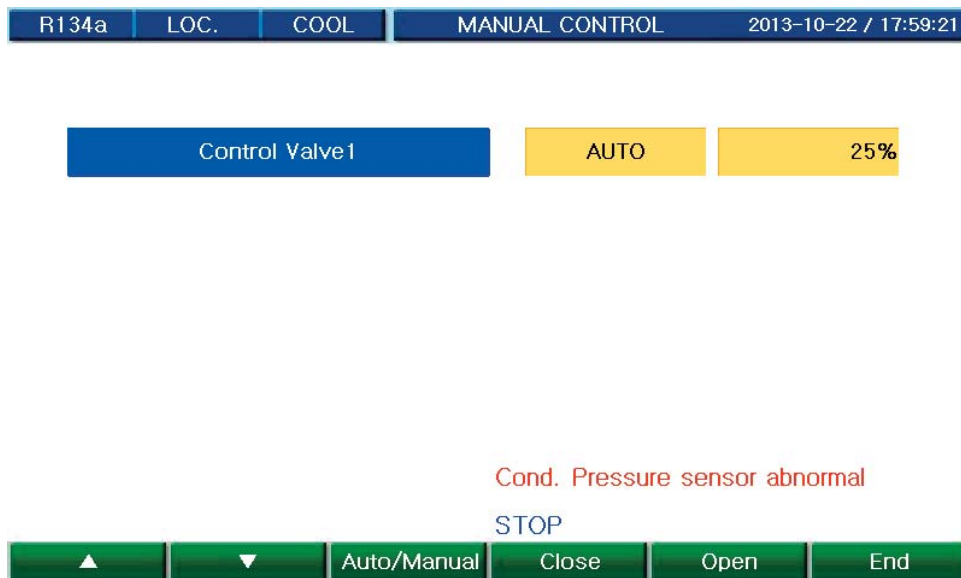 R134a LOC. COOL MANUAL CONTROL 2013-10-22 / 17:59:21
Control Valve1 AUTO 25%
Cond. Pressure sensor abnormal
STOP
▲ ▼ Auto/Manual Close Open End